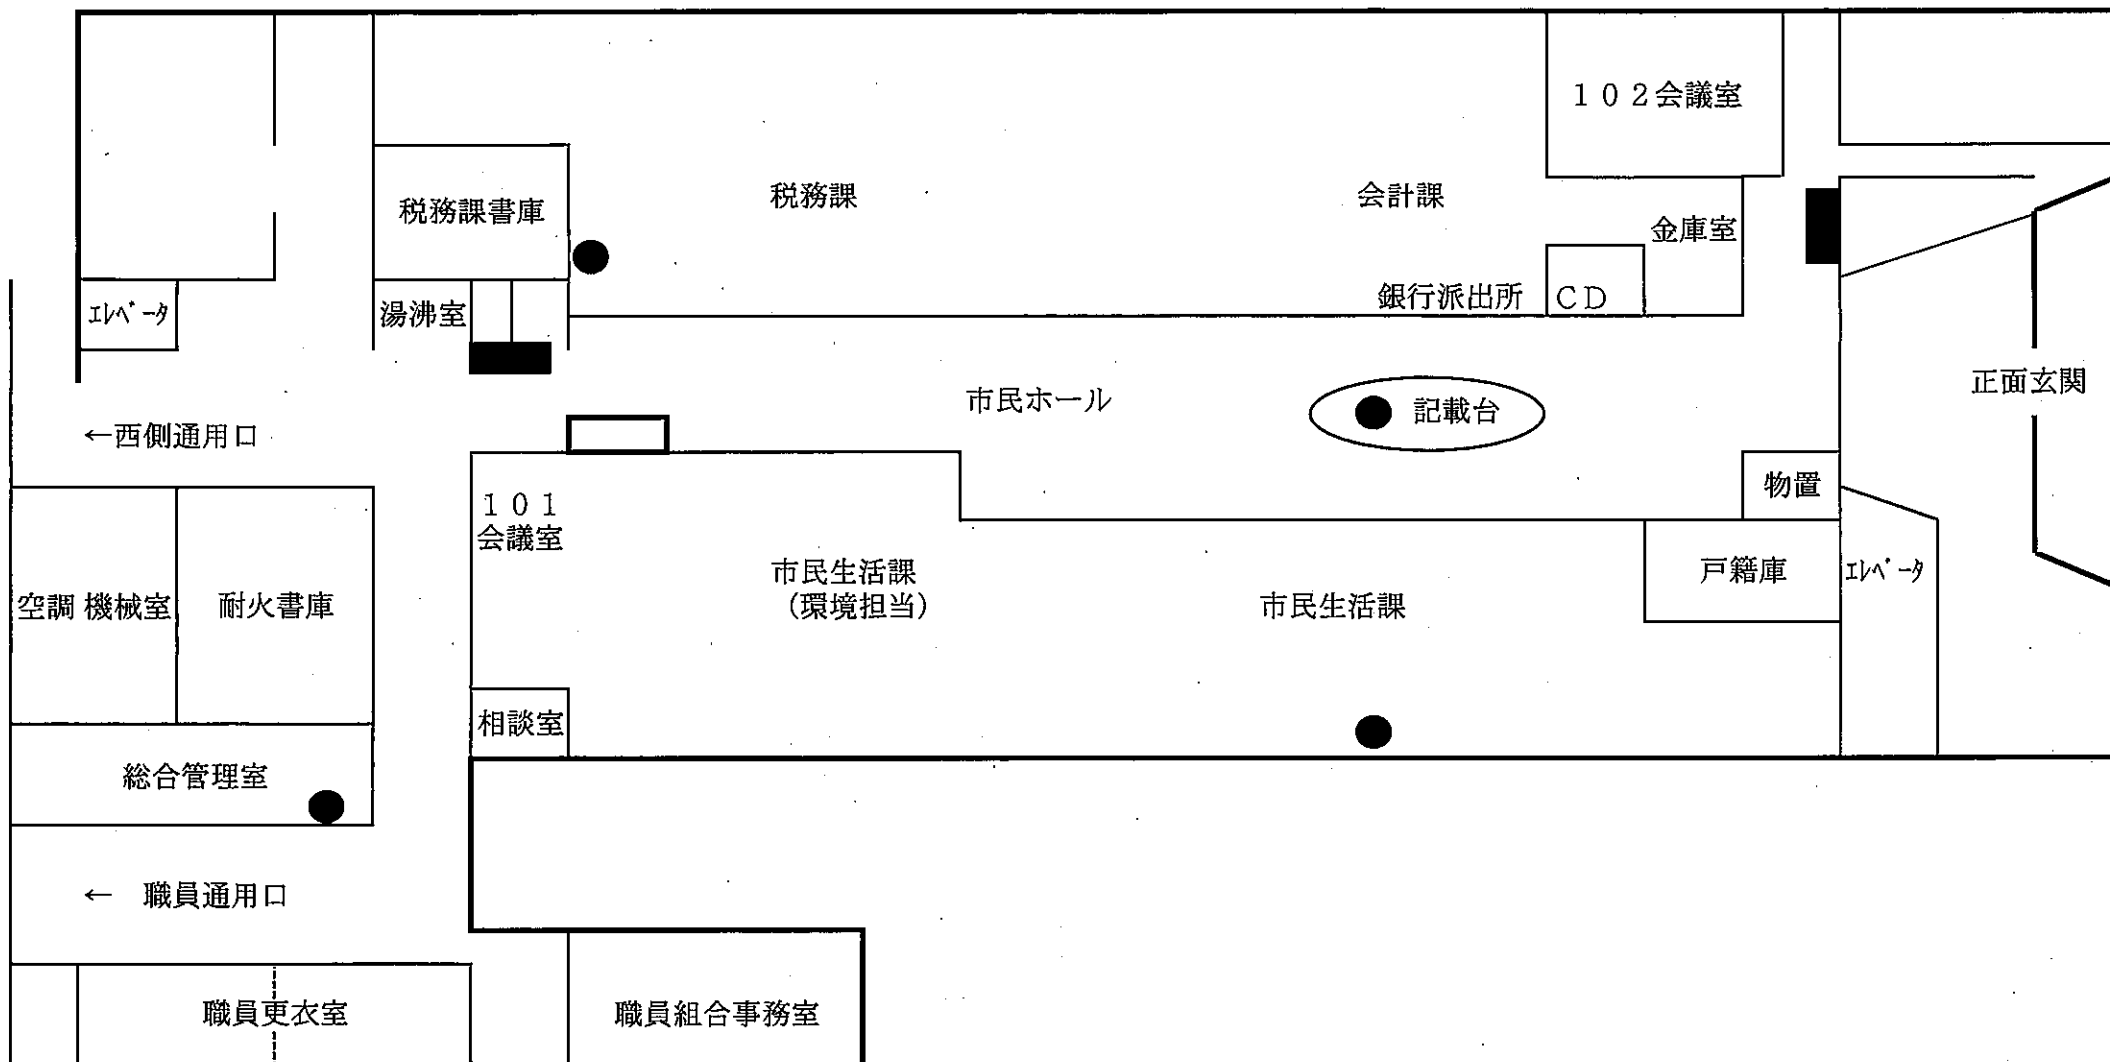 １０２会議室
税務課
会計課
税務課書庫
金庫室
ｴﾚﾍﾞｰﾀ
湯沸室
銀行派出所
ＣＤ
正面玄関
市民ホール
記載台
←西側通用口
物置
１０１
会議室
市民生活課
（環境担当）
戸籍庫
ｴﾚﾍﾞｰﾀ
空調 機械室
耐火書庫
市民生活課
相談室
総合管理室
← 職員通用口
職員更衣室
職員組合事務室